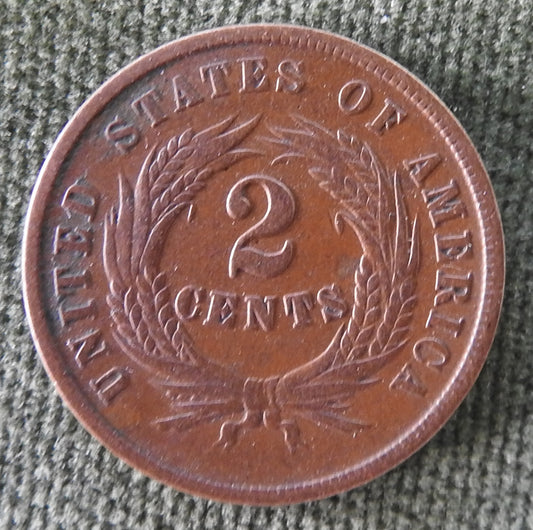 UNITED STATES OF AMERICA
2
CENTS